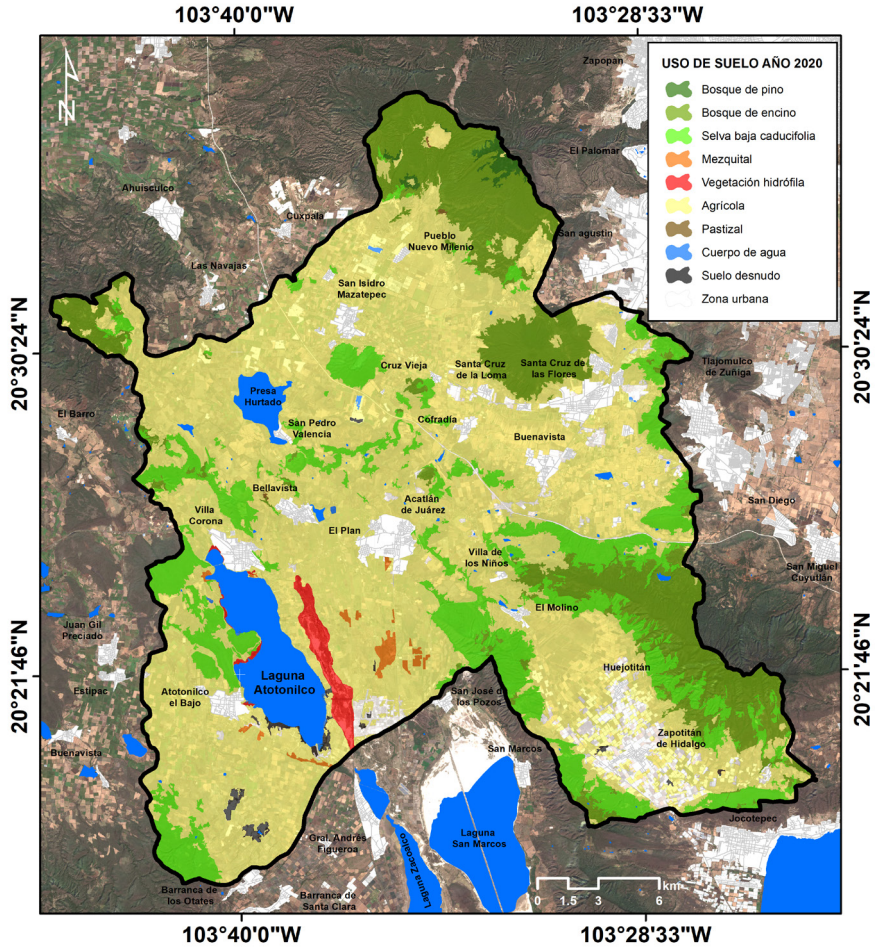 103°40'0"W
103°28'33"W
N
USO DE SUELO AÑO 2020
Bosque de pino
Bosque de encino
Selva baja caducifolia
Mezquital
Vegetación hidrófila
Agrícola
Pastizal
Cuerpo de agua
Suelo desnudo
Zona urbana
Zapopan
El Palomar
Ahuisculco
Cuxpala
San agustin
Pueblo
Nuevo Milenio
Las Navajas
San Isidro
Mazatepec
20°30'24"N
20°30'24"N
Cruz Vieja
Santa Cruz
de la Loma
Santa Cruz de
las Flores
Tlajomulco
de Zuñiga
Presa
Hurtado
El Barro
San Pedro
Valencia
Cofradía
Buenavista
Bellavista
Acatlán
de Juárez
San Diego
Villa
Corona
El Plan
Villa de
los Niños
San Miguel
Cuyutlán
El Molino
Juan Gil
Preciado
Huejotitán
20°21'46"N
20°21'46"N
Laguna
Atotonilco
Estipac
Atotonilco
el Bajo
San José d
los Pozos
Zapotitán
de Hidalgo
Buenavista
San Marcos
Jocotepec
Gral. Andrés
Figueroa
Laguna Zacoalco
Laguna
San Marcos
Barranca de
los Otates
Barranca de
Santa Clara
km
0 1.5 3 6
103°40'0"W
103°28'33"W